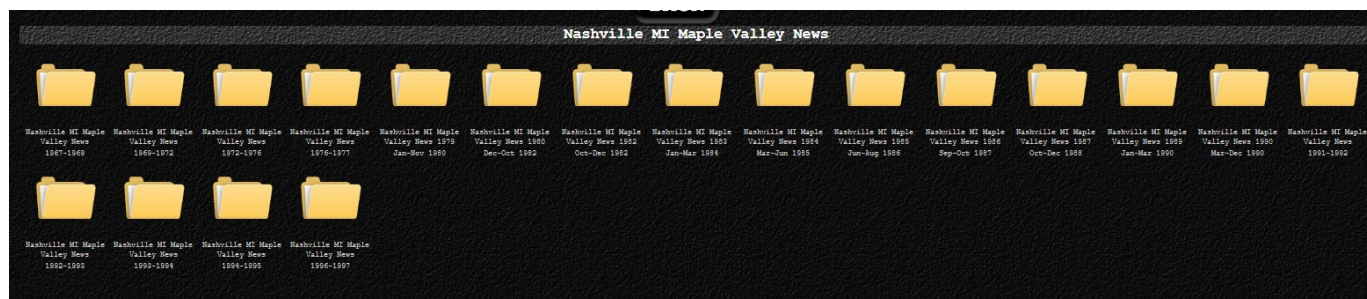 Nashville MI Maple Valley News
Nashville MI Maple
Valley News
1967-1969
Nashville MI Maple
Valley News
1969-1972
Nashville MI Maple
Valley News
1972-1976
Nashville MI Maple
Valley News
1976-1977
Nashville MI Maple
Valley News 1979
Jan-Nov 1980
Nashville MI Maple
Valley News 1980
Dec-Oct 1982
Nashville MI Maple
Valley News 1982
Oct-Dec 1982
Nashville MI Maple
Valley News 1983
Jan-Mar 1984
Nashville MI Maple
Valley News 1984
Mar-Jun 1985
Nashville MI Maple
Valley News 1985
Jun-Aug 1986
Nashville MI Maple
Valley News 1986
Sep-Oct 1987
Nashville MI Maple
Valley News 1987
Oct-Dec 1988
Nashville MI Maple
Valley News 1989
Jan-Mar 1990
Nashville MI Maple
Valley News 1990
Mar-Dec 1990
Nashville MI Maple
Valley News
1991-1992
Nashville MI Maple
Valley News
1992-1993
Nashville MI Maple
Valley News
1993-1994
Nashville MI Maple
Valley News
1994-1995
Nashville MI Maple
Valley News
1996-1997